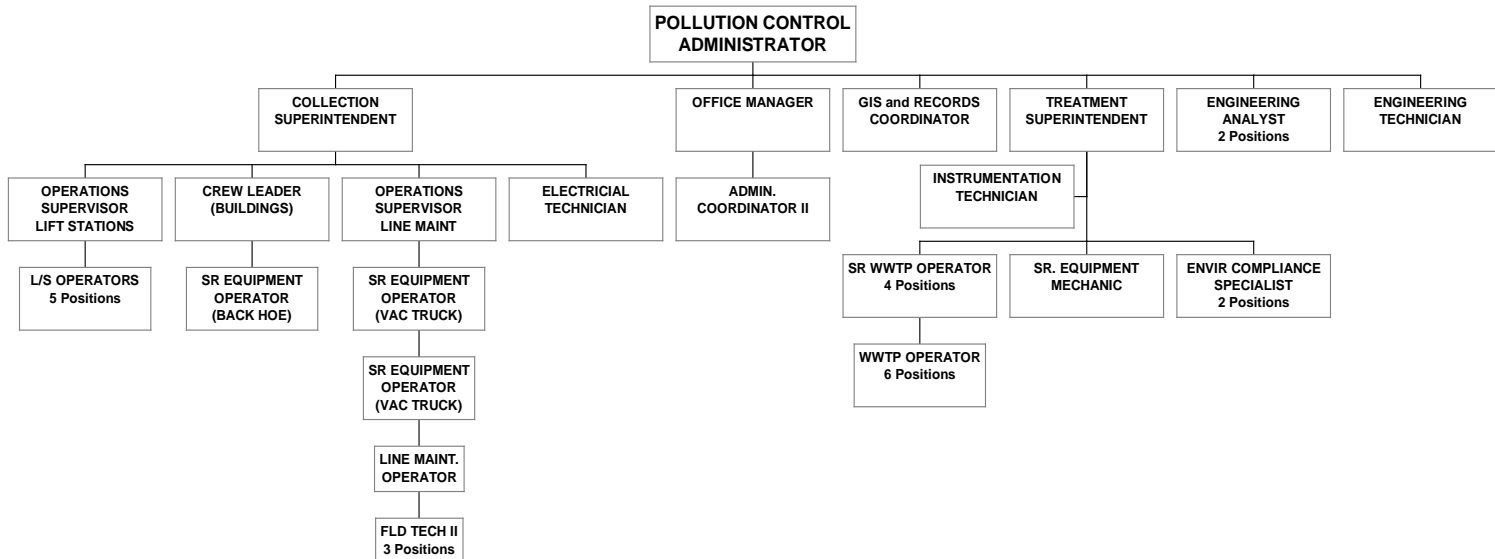 POLLUTION CONTROL
ADMINISTRATOR
COLLECTION
SUPERINTENDENT
OFFICE MANAGER
GIS and RECORDS
COORDINATOR
TREATMENT
SUPERINTENDENT
ENGINEERING
ANALYST
2 Positions
ENGINEERING
TECHNICIAN
OPERATIONS
SUPERVISOR
LIFT STATIONS
CREW LEADER
(BUILDINGS)
OPERATIONS
SUPERVISOR
LINE MAINT
ELECTRICIAL
TECHNICIAN
ADMIN.
COORDINATOR II
INSTRUMENTATION
TECHNICIAN
L/S OPERATORS
5 Positions
SR EQUIPMENT
OPERATOR
(BACK HOE)
SR EQUIPMENT
OPERATOR
(VAC TRUCK)
SR WWTP OPERATOR
4 Positions
SR. EQUIPMENT
MECHANIC
ENVIR COMPLIANCE
SPECIALIST
2 Positions
SR EQUIPMENT
OPERATOR
(VAC TRUCK)
WWTP OPERATOR
6 Positions
LINE MAINT.
OPERATOR
FLD TECH II
3 Positions